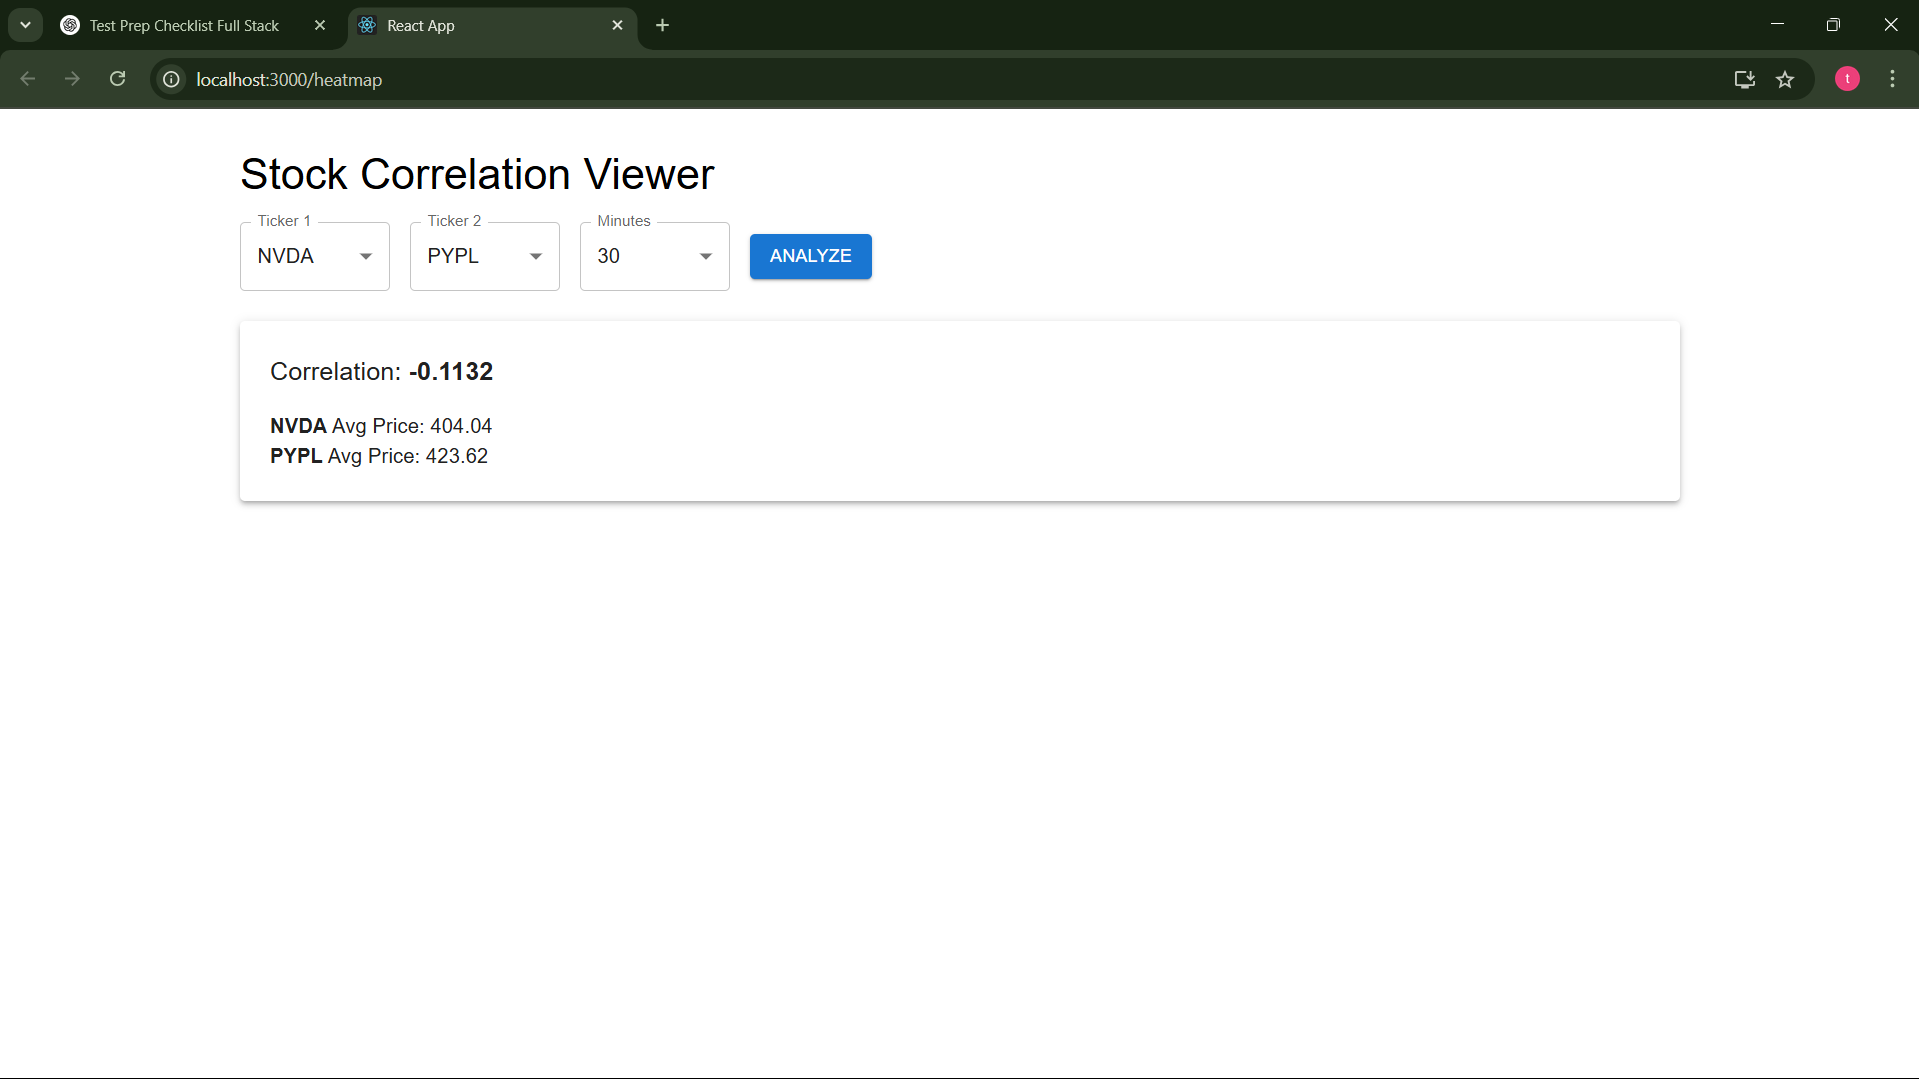 Test Prep Checklist Full Stack
React App
localhost:3000/heatmap
t
Stock Correlation Viewer
Ticker 1
Ticker 2
Minutes
NVDA
PYPL
30
ANALYZE
Correlation: -0.1132
NVDA Avg Price: 404.04
PYPL Avg Price: 423.62